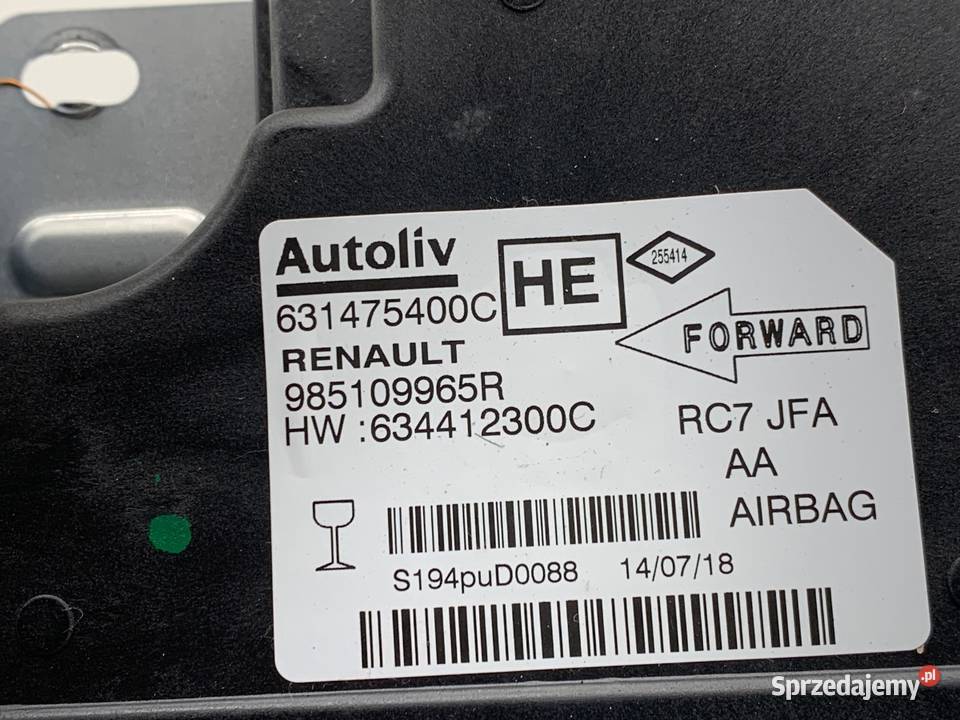 Autoliv
HE
255414
631475400C
FORWARD
RENAULT
985109965R
HW :634412300C
RC7 JFA
AA
AIRBAG
S194puD0088 14/07/18
Sprzedajemy.pl